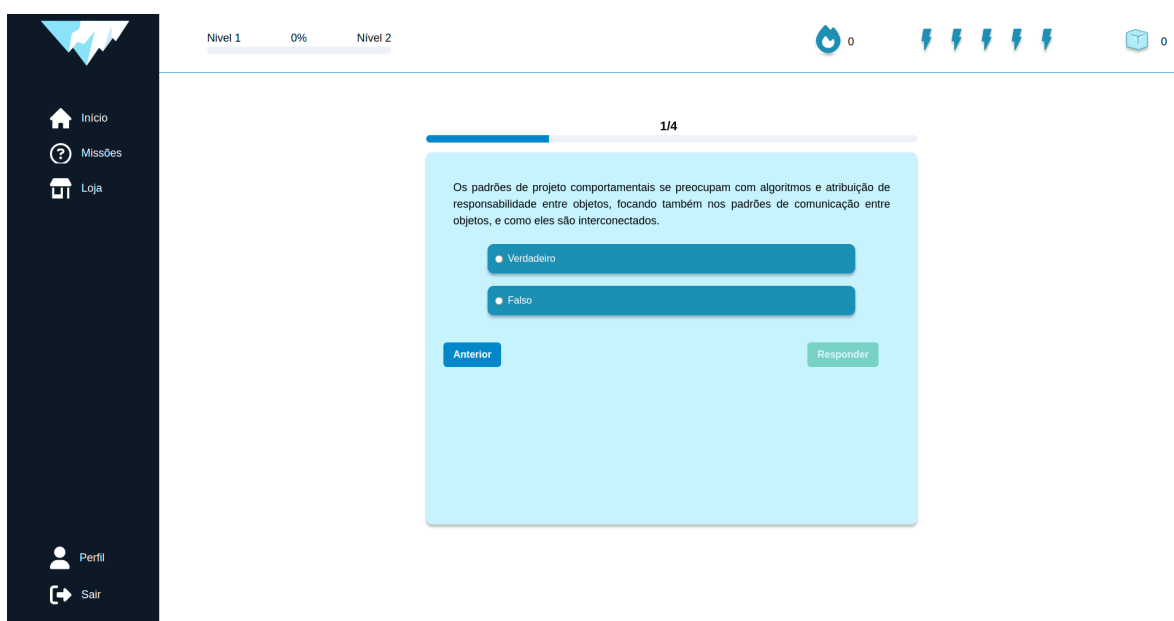 Nivel 1 0% Nível 2
0
0
Início
Missões
Loja
1/4
Os padrões de projeto comportamentais se preocupam com algoritmos e atribuição de
responsabilidade entre objetos, focando também nos padrões de comunicação entre
objetos, e como eles são interconectados.
Verdadeiro
Falso
Anterior
Responder
Perfil
Sair